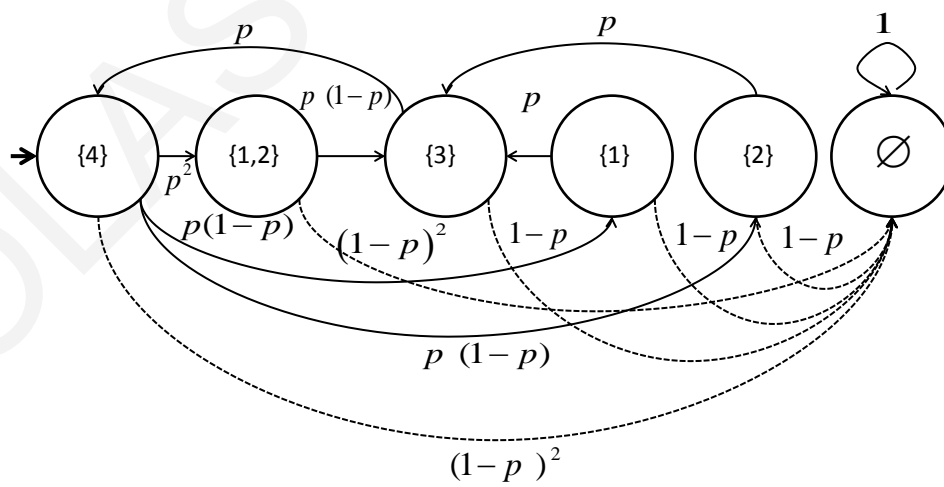 p
p
1
p (1-p)
p
{4}
{1,2}
{3}
{1}
{2}
∅
p²
p(1-p)
(1-p)²
1-p
1-p
1-p
p (1-p)
(1-p)²